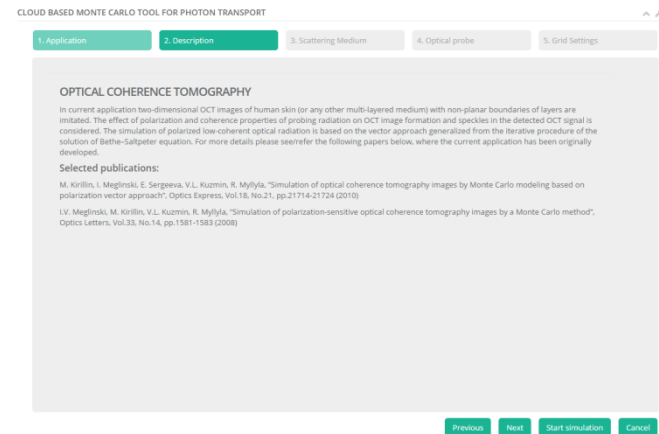 CLOUD BASED MONTE CARLO TOOL FOR PHOTON TRANSPORT
1. Application
2. Description
3. Scattering Medium
4. Optical probe
5. Grid Settings
OPTICAL COHERENCE TOMOGRAPHY
In current application two-dimensional OCT images of human skin (or any other multi-layered medium) with non-planar boundaries of layers are
imitated. The effect of polarization and coherence properties of probing radiation on OCT image formation and speckles in the detected OCT signal is
considered. The simulation of polarized low-coherent optical radiation is based on the vector approach generalized from the iterative procedure of the
solution of Bethe–Saltpeter equation. For more details please see/refer the following papers below, where the current application has been originally
developed.
Selected publications:
M. Kirillin, I. Meglinski, E. Sergeeva, V.L. Kuzmin, R. Myllyla, "Simulation of optical coherence tomography images by Monte Carlo modeling based on
polarization vector approach", Optics Express, Vol.18, No.21, pp.21714-21724 (2010)
I.V. Meglinski, M. Kirillin, V.L. Kuzmin, R. Myllyla, "Simulation of polarization-sensitive optical coherence tomography images by a Monte Carlo method",
Optics Letters, Vol.33, No.14, pp.1581-1583 (2008)
Previous
Next
Start simulation
Cancel